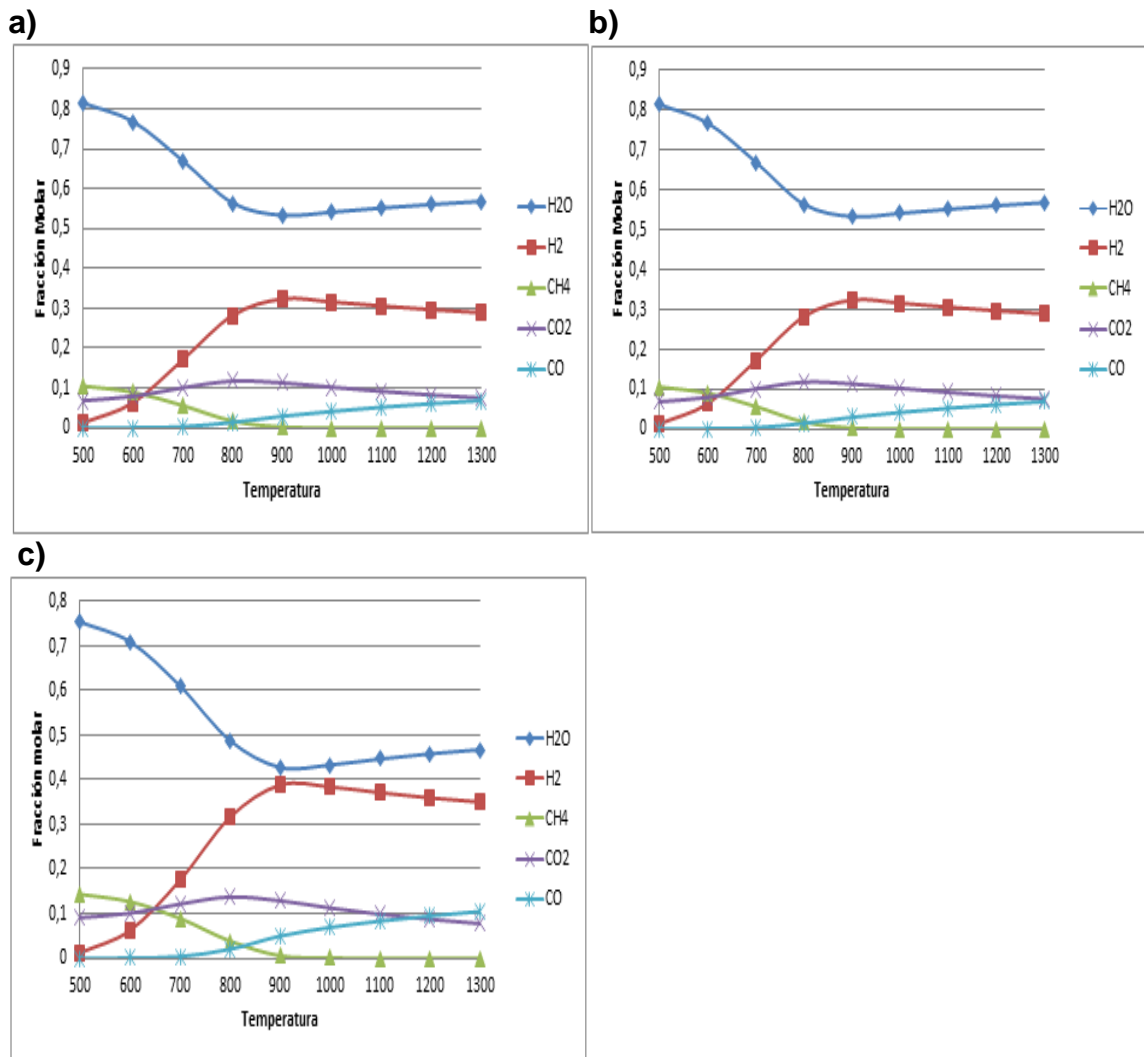 a)
0,9
0,8
0,7
0,6
0,5
0,4
0,3
0,2
0,1
0
Fracción Molar
500 600 700 800 900 1000 1100 1200 1300
Temperatura
H2O
H2
CH4
CO2
CO
b)
0,9
0,8
0,7
0,6
0,5
0,4
0,3
0,2
0,1
0
Fracción Molar
500 600 700 800 900 1000 1100 1200 1300
Temperatura
H2O
H2
CH4
CO2
CO
c)
0,8
0,7
0,6
0,5
0,4
0,3
0,2
0,1
0
Fracción molar
500 600 700 800 900 1000 1100 1200 1300
Temperatura
H2O
H2
CH4
CO2
CO